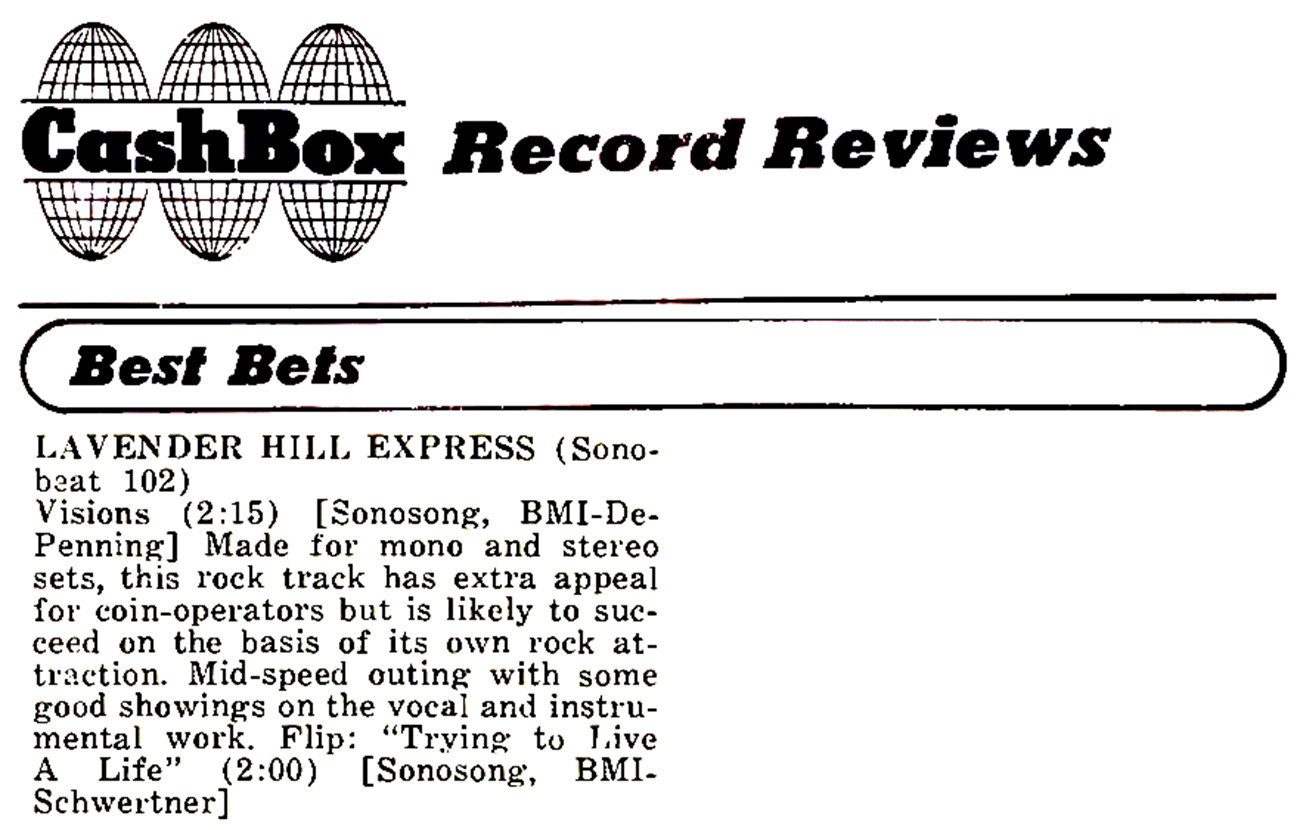 CashBox Record Reviews
Best Bets
LAVENDER HILL EXPRESS (Sono-
beat 102)
Visions (2:15) [Sonosong, BMI-De-
Penning] Made for mono and stereo
sets, this rock track has extra appeal
for coin-operators but is likely to suc-
ceed on the basis of its own rock at-
traction. Mid-speed outing with some
good showings on the vocal and instru-
mental work. Flip: “Trying to Live
A Life” (2:00) [Sonosong, BMI-
Schwertner]